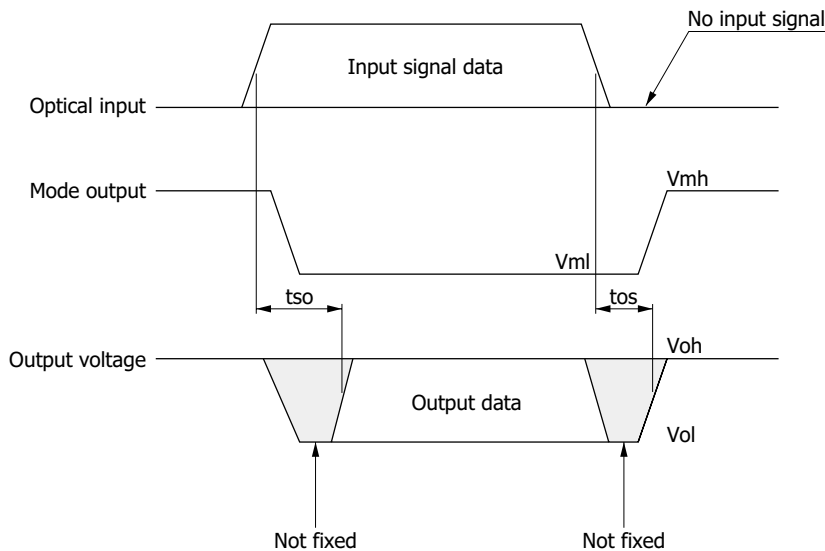 No input signal
Input signal data
Optical input
Mode output
Vmh
Vml
tso
tos
Output voltage
Voh
Output data
Vol
Not fixed
Not fixed